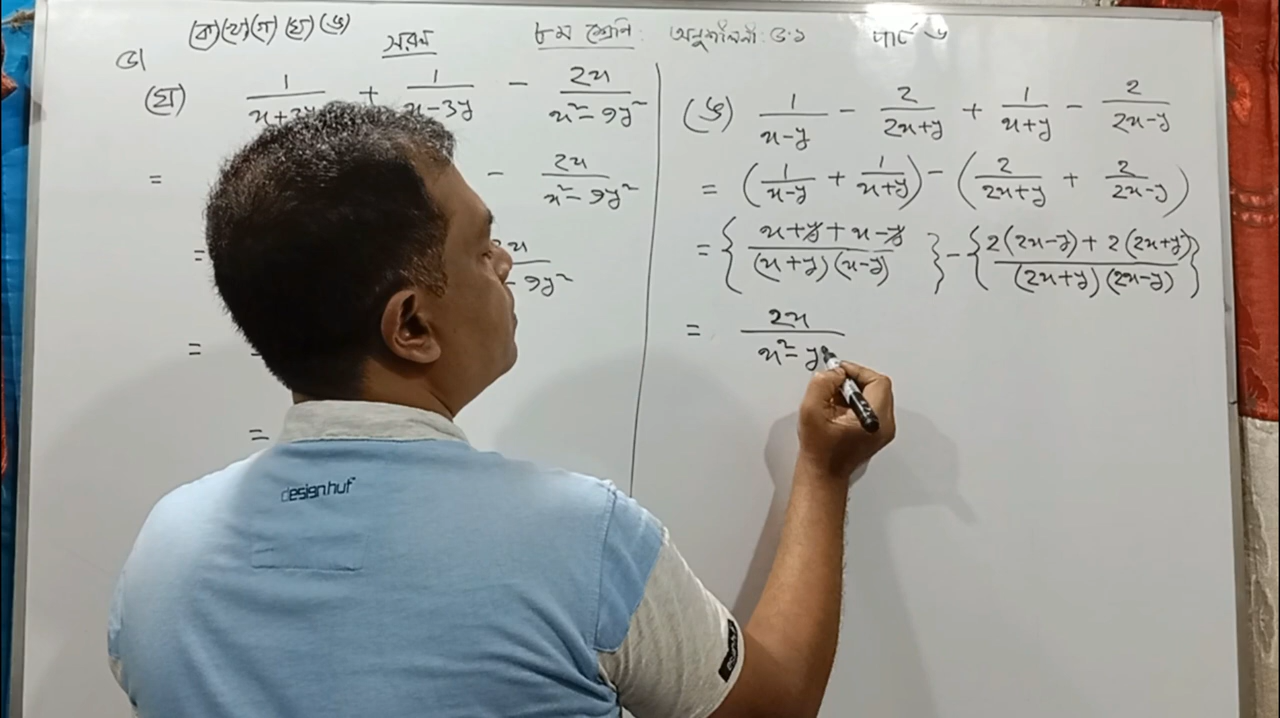 (ক)(খ)(গ)(ঘ)(ঙ) সরল ৮ম শ্রেণি: অনুশীলনী: ৫.১ পার্ট ৬
৩।
(ঘ) 1/(x+3y) + 1/(x-3y) - 2x/(x²-9y²)
= - 2x/(x²-9y²)
= 9y²
=
=
(ঙ) 1/(x-y) - 2/(2x+y) + 1/(x+y) - 2/(2x-y)
= (1/(x-y) + 1/(x+y)) - (2/(2x+y) + 2/(2x-y))
= {(x+y+x-y)/((x+y)(x-y))} - {(2(2x-y)+2(2x+y))/((2x+y)(2x-y))}
= 2x/(x²-y
designhuf